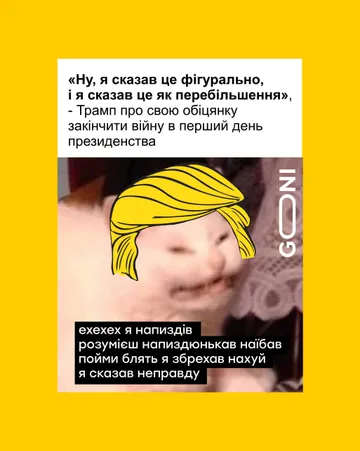 «Ну, я сказав це фігурально,
і я сказав це як перебільшення»,
- Трамп про свою обіцянку
закінчити війну в перший день
президенства
GOONI
ехехех я напиздів
розумієш напиздюнькав наїбав
пойми блять я збрехав нахуй
я сказав неправду